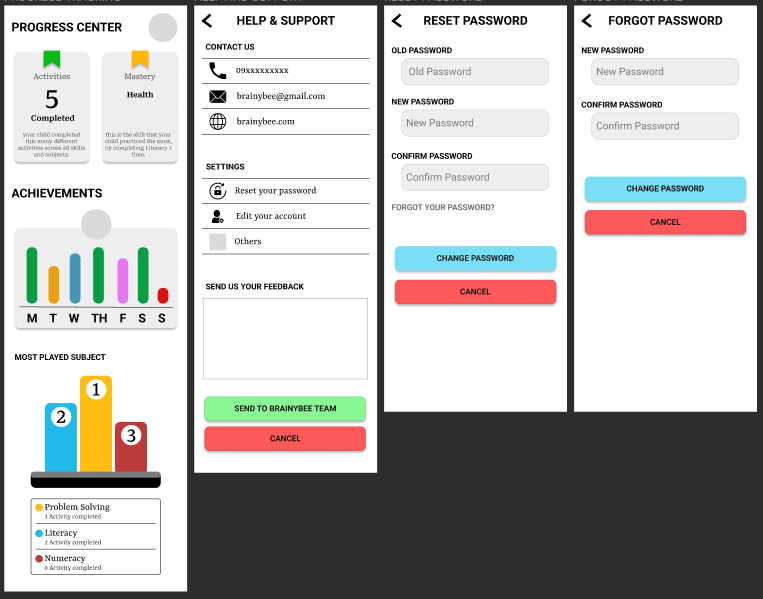 PROGRESS CENTER
Activities
5
Completed
your child completed
this many different
activities across all skills
and subjects.
Mastery
Health
this is the skill that your
child practiced the most,
by completing Literacy 1
time.
ACHIEVEMENTS
M T W TH F S S
MOST PLAYED SUBJECT
1
2
3
Problem Solving
3 Activity completed
Literacy
2 Activity completed
Numeracy
0 Activity completed
HELP & SUPPORT
CONTACT US
09xxxxxxxxx
brainybee@gmail.com
brainybee.com
SETTINGS
Reset your password
Edit your account
Others
SEND US YOUR FEEDBACK
SEND TO BRAINYBEE TEAM
CANCEL
RESET PASSWORD
OLD PASSWORD
Old Password
NEW PASSWORD
New Password
CONFIRM PASSWORD
Confirm Password
FORGOT YOUR PASSWORD?
CHANGE PASSWORD
CANCEL
FORGOT PASSWORD
NEW PASSWORD
New Password
CONFIRM PASSWORD
Confirm Password
CHANGE PASSWORD
CANCEL